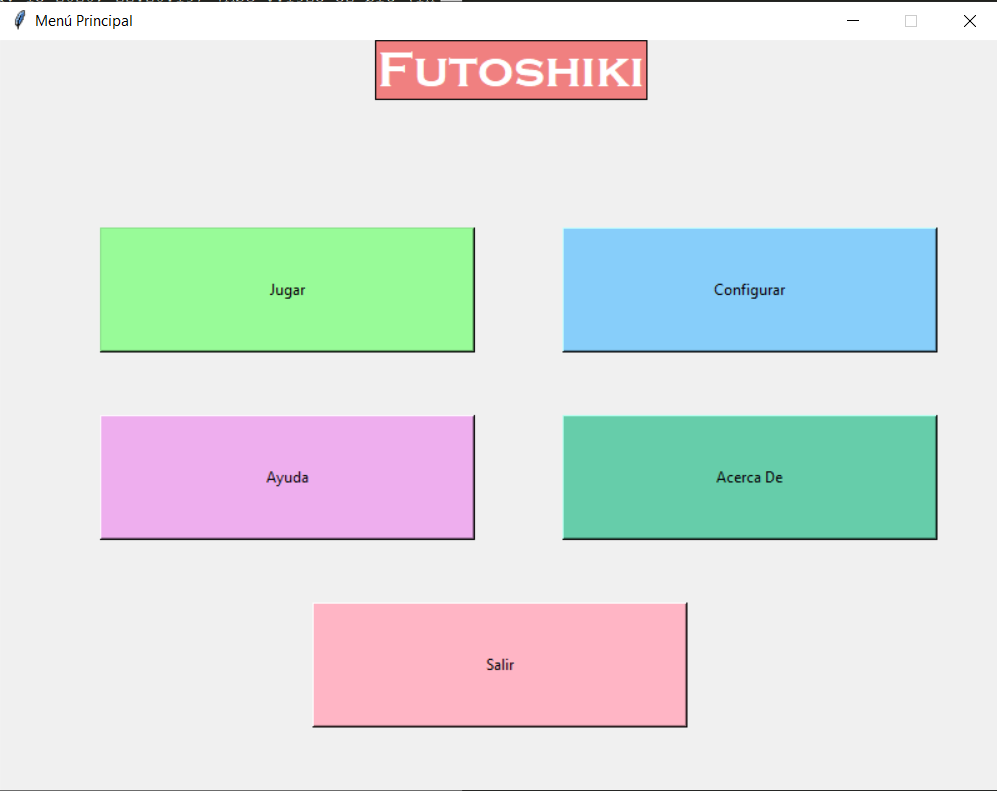 Menú Principal
FUTOSHIKI
Jugar
Configurar
Ayuda
Acerca De
Salir